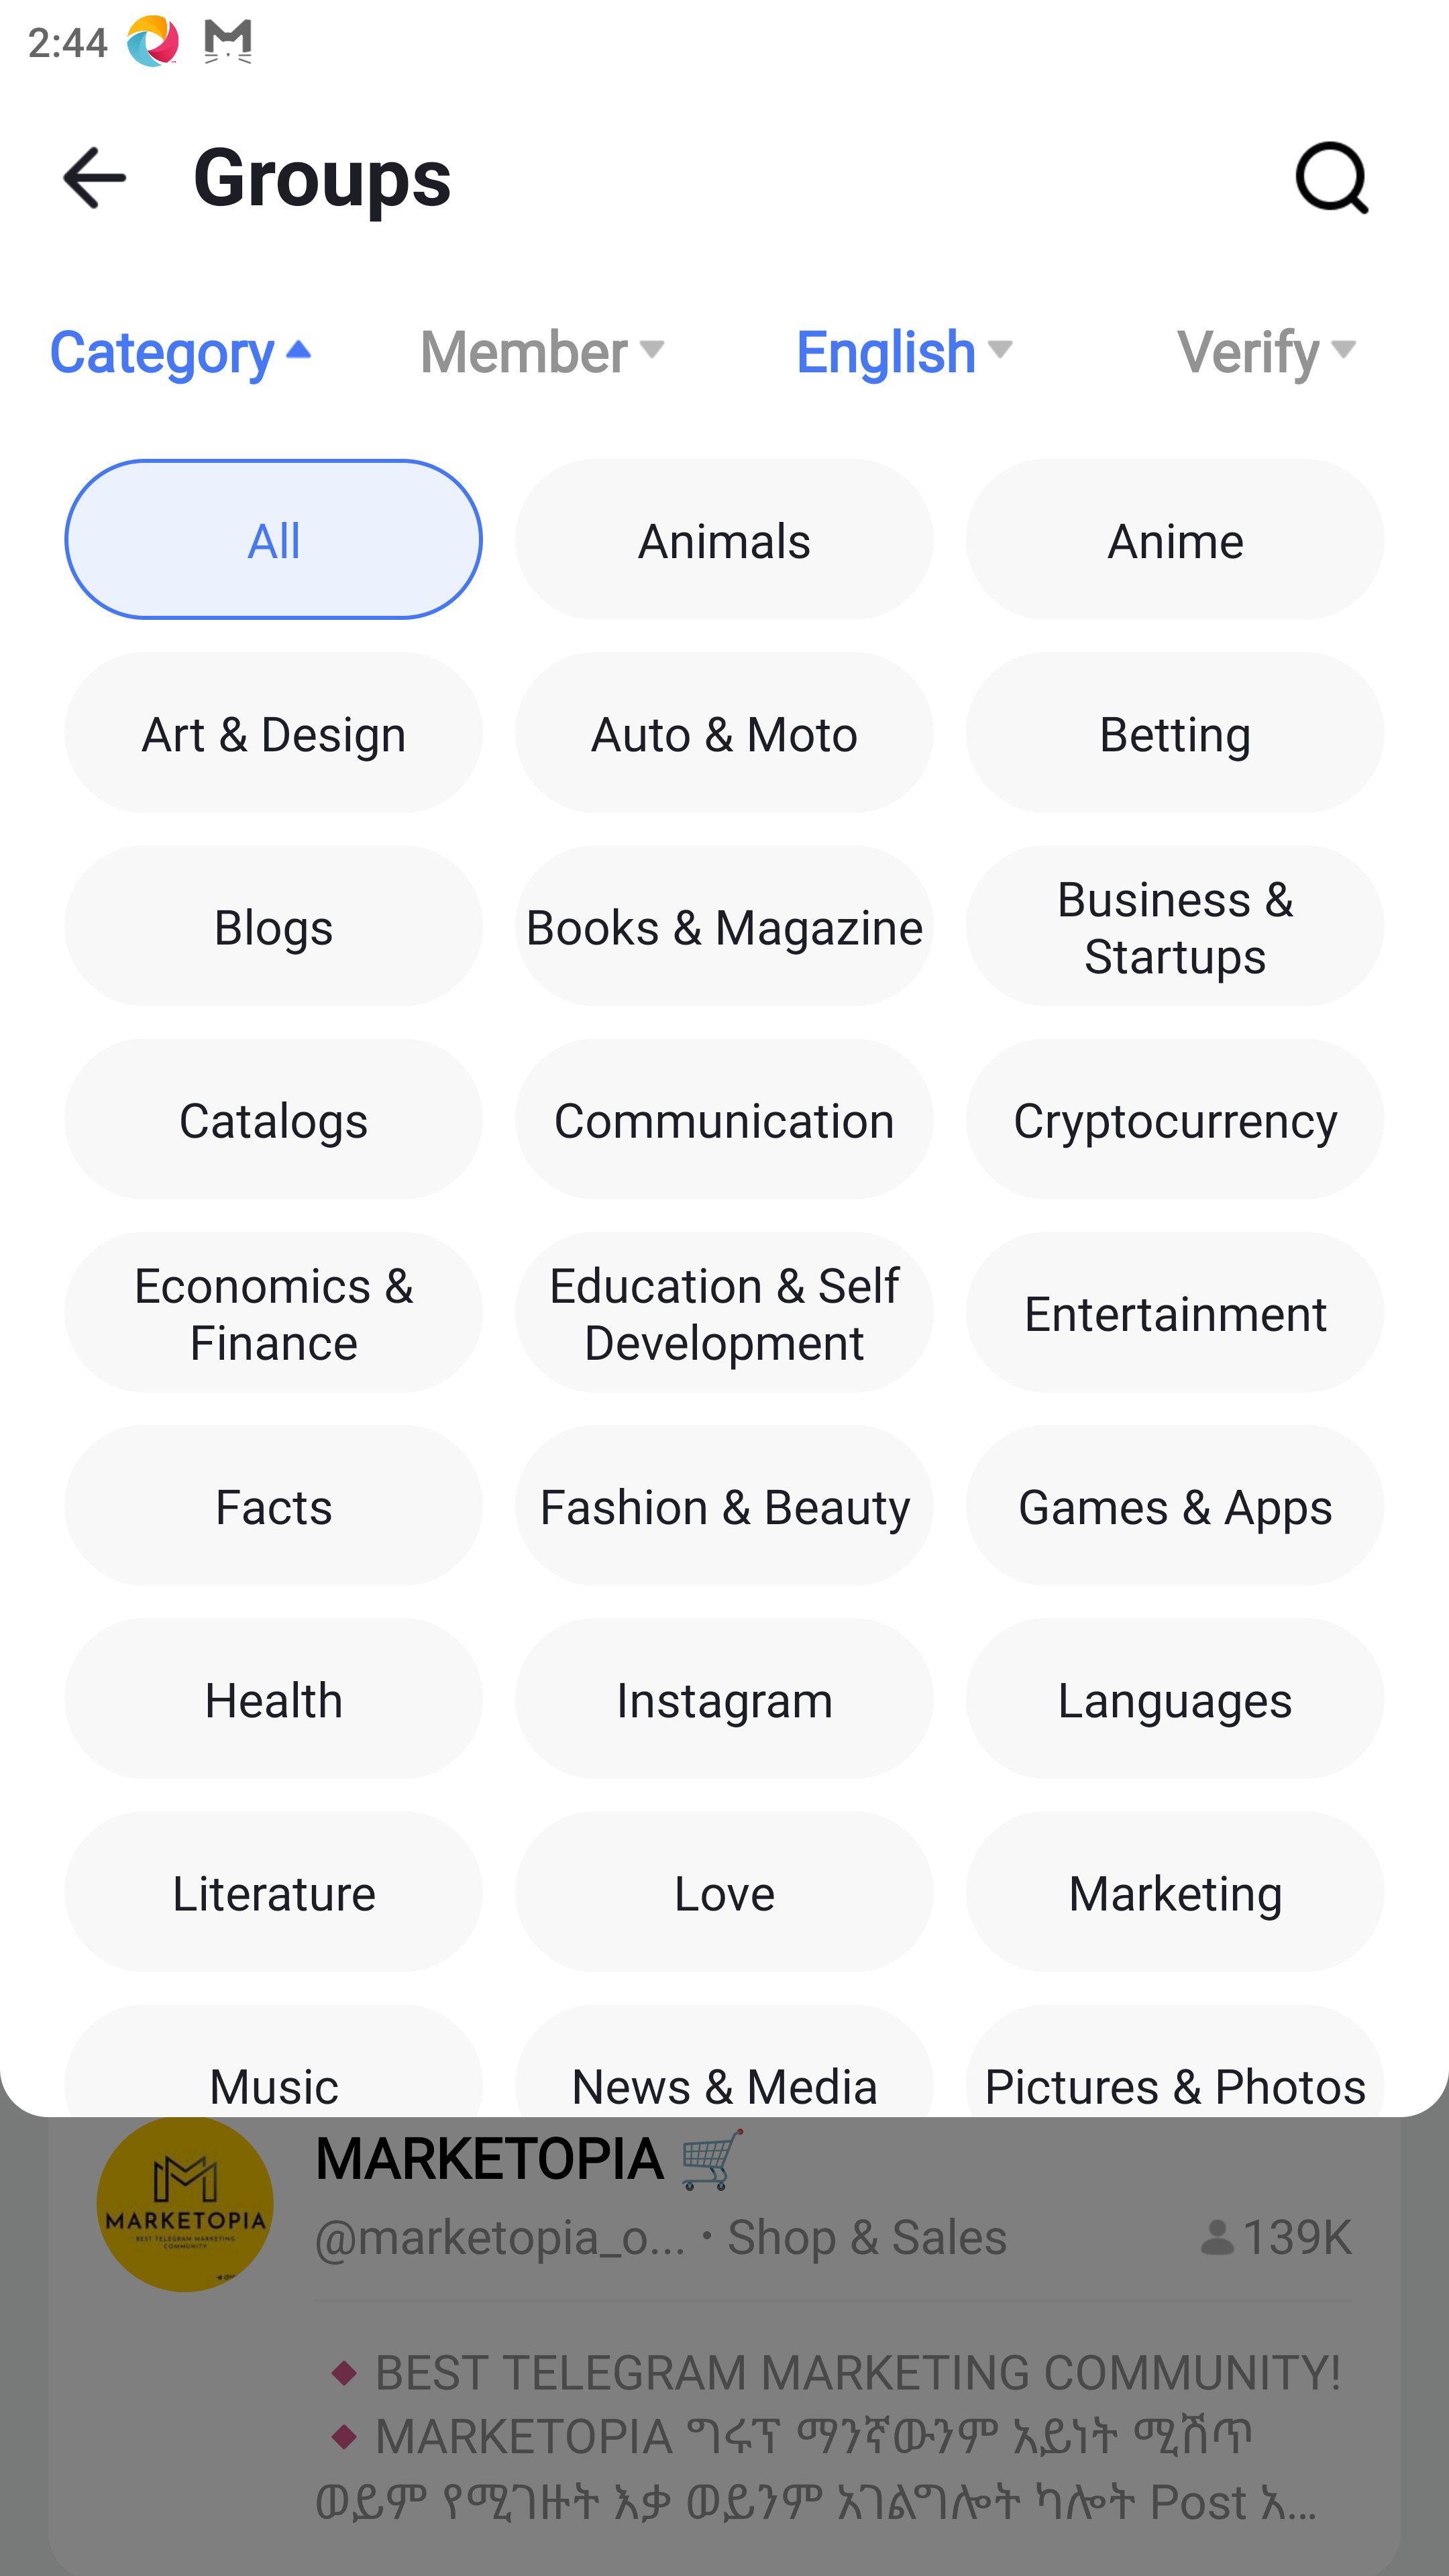 2:44
Groups
Category Member English Verify
All Animals Anime
Art & Design Auto & Moto Betting
Blogs Books & Magazine Business &
Startups
Catalogs Communication Cryptocurrency
Economics &
Finance
Education & Self
Development
Entertainment
Facts Fashion & Beauty Games & Apps
Health Instagram Languages
Literature Love Marketing
Music News & Media Pictures & Photos
MARKETOPIA 🛒
@marketopia_o... • Shop & Sales 139K
MARKETOPIA
BEST TELEGRAM MARKETING
COMMUNITY
♦ BEST TELEGRAM MARKETING COMMUNITY!
♦ MARKETOPIA ግሩፕ ማንኛውንም አይነት ሚሸጥ
ወይም የሚገዙት እቃ ወይንም አገልግሎት ካሎት Post አ...